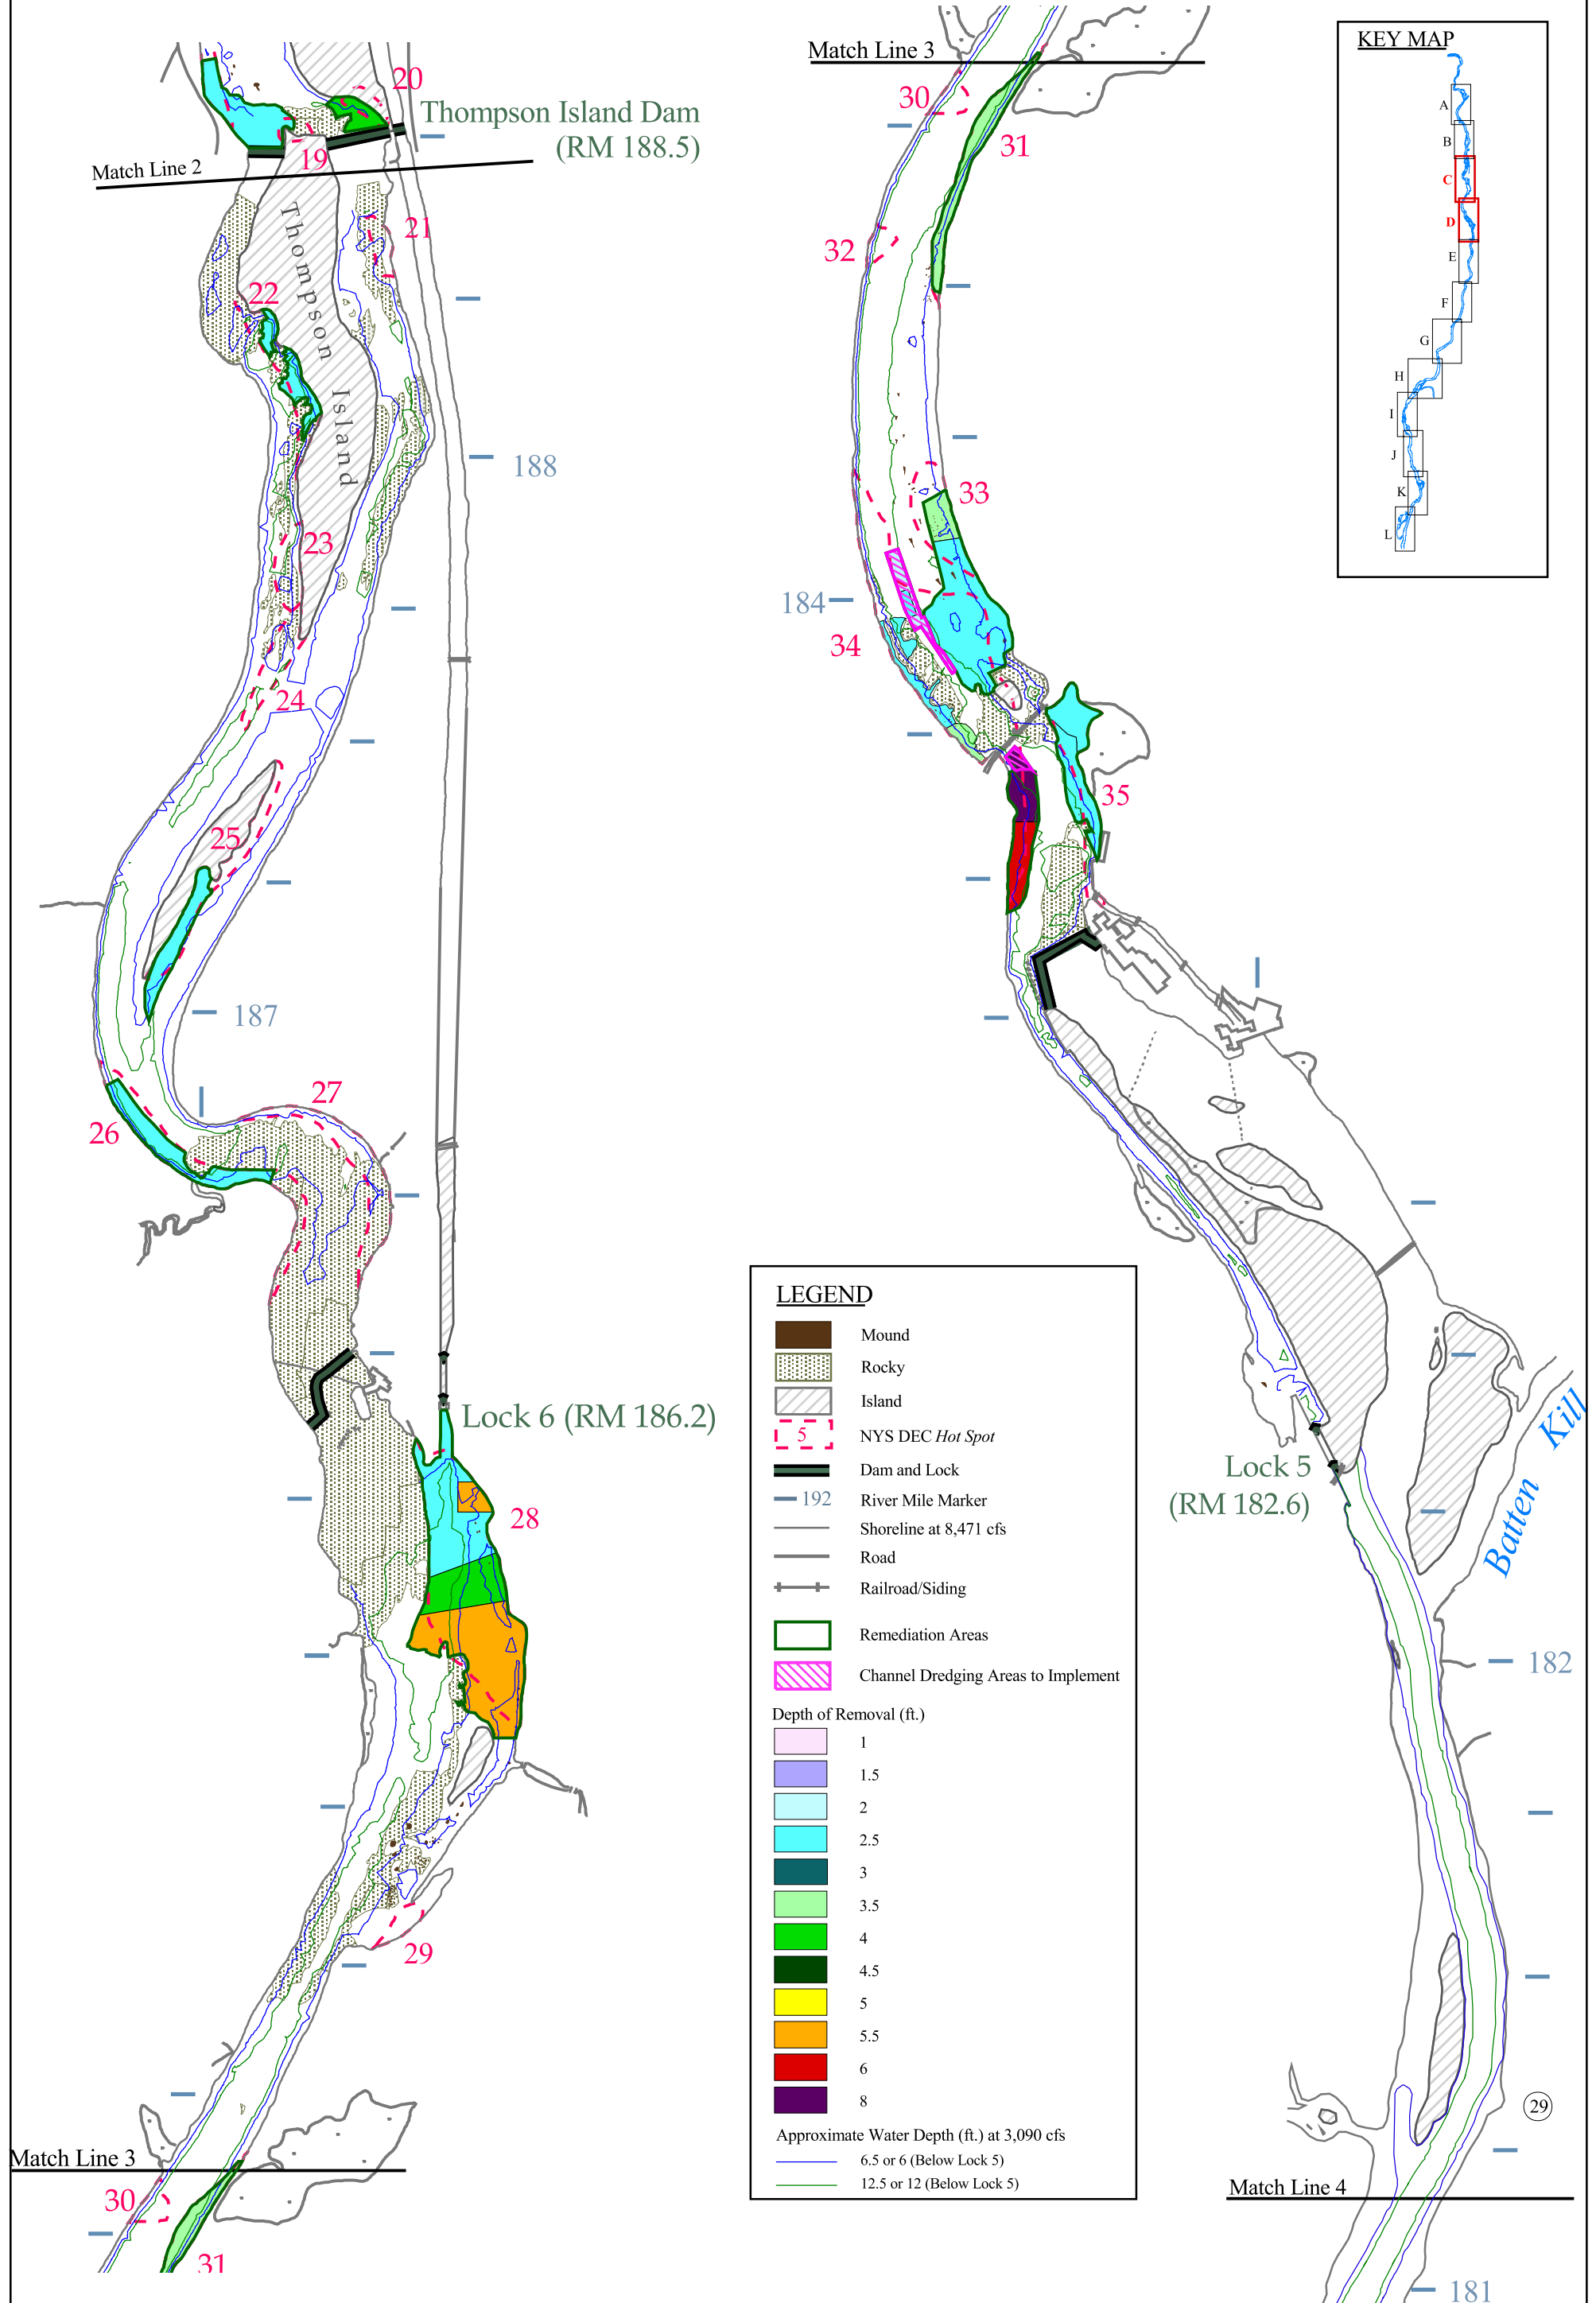 20
Thompson Island Dam
(RM 188.5)
19
Match Line 2
Thompson Island
21
22
188
23
24
25
187
26
27
Lock 6 (RM 186.2)
28
29
Match Line 3
30
31
Match Line 3
30
31
32
33
184
34
35
Lock 5
(RM 182.6)
Batten Kill
182
29
Match Line 4
181
KEY MAP
A
B
C
D
E
F
G
H
I
J
K
L
LEGEND
Mound
Rocky
Island
5 NYS DEC Hot Spot
Dam and Lock
192 River Mile Marker
Shoreline at 8,471 cfs
Road
Railroad/Siding
Remediation Areas
Channel Dredging Areas to Implement
Depth of Removal (ft.)
1
1.5
2
2.5
3
3.5
4
4.5
5
5.5
6
8
Approximate Water Depth (ft.) at 3,090 cfs
6.5 or 6 (Below Lock 5)
12.5 or 12 (Below Lock 5)